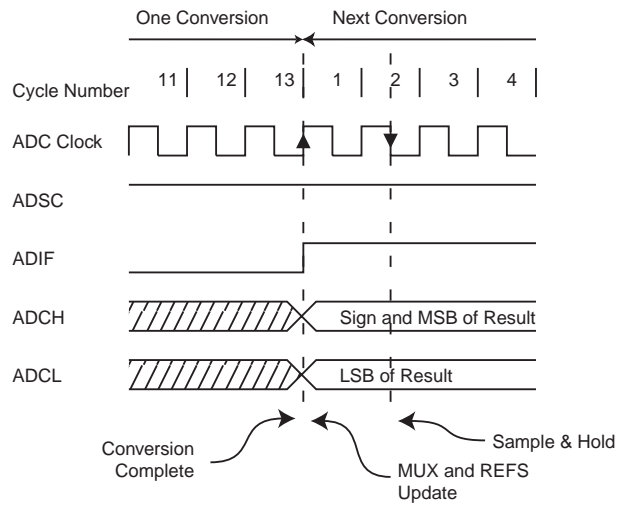 One Conversion Next Conversion
Cycle Number 11 12 13 1 2 3 4
ADC Clock
ADSC
ADIF
ADCH Sign and MSB of Result
ADCL LSB of Result
Conversion
Complete
MUX and REFS
Update
Sample & Hold